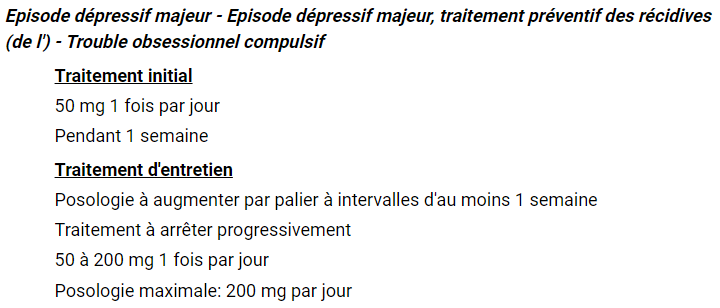 Episode dépressif majeur - Episode dépressif majeur, traitement préventif des récidives
(de l') - Trouble obsessionnel compulsif
Traitement initial
50 mg 1 fois par jour
Pendant 1 semaine
Traitement d'entretien
Posologie à augmenter par palier à intervalles d'au moins 1 semaine
Traitement à arrêter progressivement
50 à 200 mg 1 fois par jour
Posologie maximale: 200 mg par jour